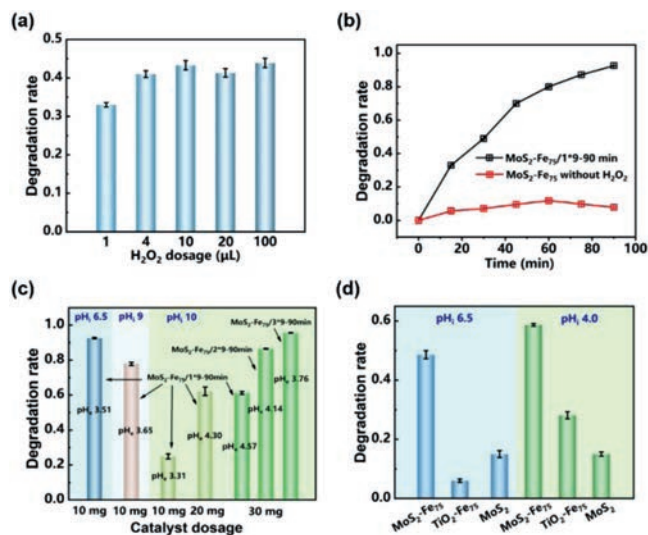 (a)
0.5
0.4
0.3
0.2
0.1
0.0
Degradation rate
1 4 10 20 100
H₂O₂ dosage (μL)
(b)
1.0
0.8
0.6
0.4
0.2
0.0
Degradation rate
MoS₂-Fe₇₅/1*9-90 min
MoS₂-Fe₇₅ without H₂O₂
0 20 40 60 80 100
Time (min)
(c)
1.0
0.8
0.6
0.4
0.2
0.0
Degradation rate
pHᵢ 6.5 pHᵢ 9 pHᵢ 10
MoS₂-Fe₇₅/3*9-90min
MoS₂-Fe₇₅/2*9-90min
MoS₂-Fe₇₅/1*9-90min
pHₑ 3.51
pHₑ 3.65
pHₑ 3.31
pHₑ 4.30
pHₑ 4.57
pHₑ 4.14
pHₑ 3.76
10 mg 10 mg 10 mg 20 mg 30 mg
Catalyst dosage
(d)
0.6
0.4
0.2
0.0
Degradation rate
pHᵢ 6.5 pHᵢ 4.0
MoS₂-Fe₇₅ TiO₂-Fe₇₅ MoS₂ MoS₂-Fe₇₅ TiO₂-Fe₇₅ MoS₂